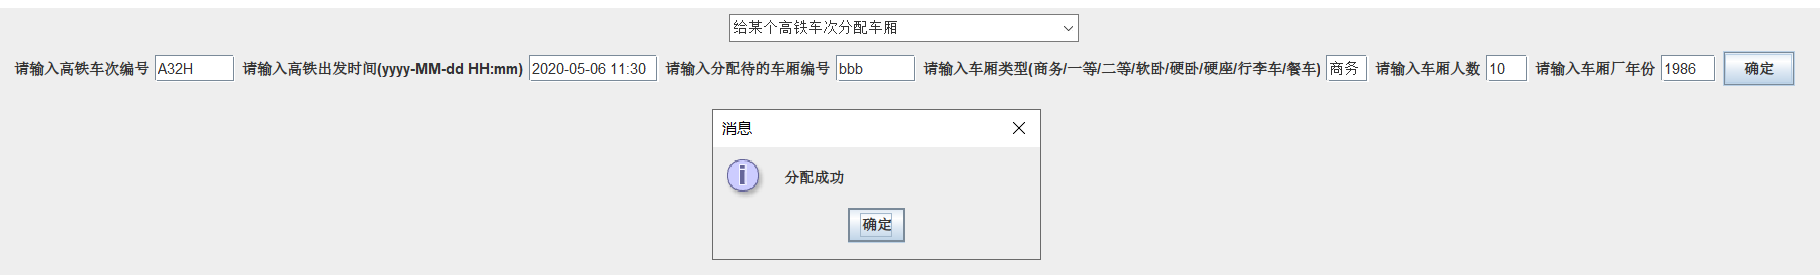 给某个高铁车次分配车厢
请输入高铁车次编号 A32H 请输入高铁出发时间(yyyy-MM-dd HH:mm) 2020-05-06 11:30 请输入分配待的车厢编号 bbb 请输入车厢类型(商务/一等/二等/软卧/硬卧/硬座/行李车/餐车) 商务 请输入车厢人数 10 请输入车厢厂年份 1986 确定
消息
分配成功
确定